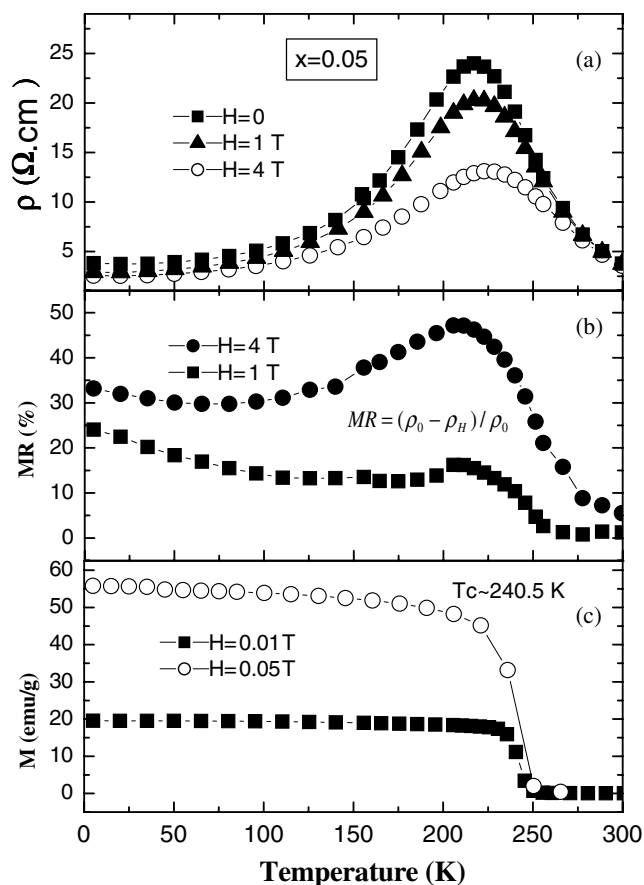 (a)
x=0.05
H=0
H=1 T
H=4 T
ρ (Ω.cm)
25
20
15
10
5
(b)
H=4 T
H=1 T
MR = (ρ₀ − ρ_H) / ρ₀
MR (%)
50
40
30
20
10
0
Tc~240.5 K
(c)
H=0.01T
H=0.05T
M (emu/g)
60
50
40
30
20
10
0
0 50 100 150 200 250 300
Temperature (K)